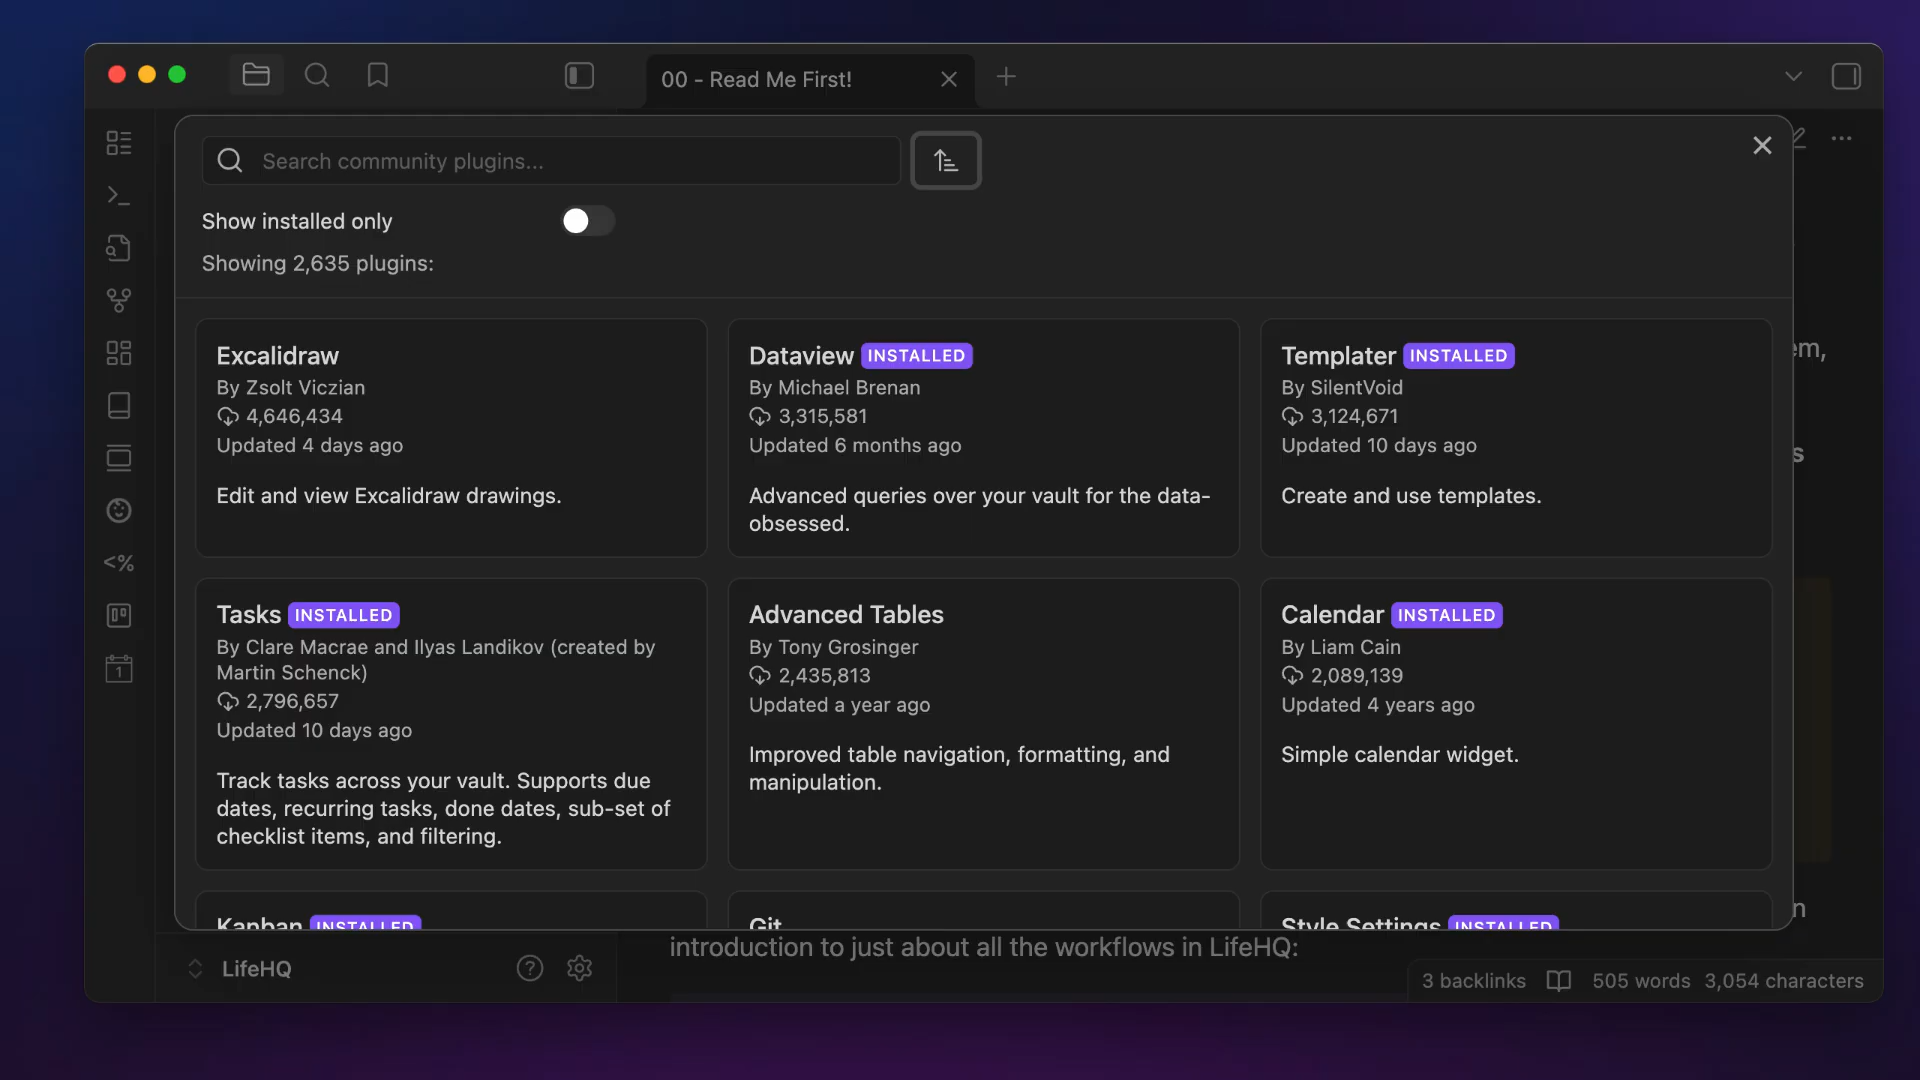 00 - Read Me First!
Search community plugins...
Show installed only
Showing 2,635 plugins:
Excalidraw
By Zsolt Viczian
4,646,434
Updated 4 days ago
Edit and view Excalidraw drawings.
Dataview INSTALLED
By Michael Brenan
3,315,581
Updated 6 months ago
Advanced queries over your vault for the data-
obsessed.
Templater INSTALLED
By SilentVoid
3,124,671
Updated 10 days ago
Create and use templates.
Tasks INSTALLED
By Clare Macrae and Ilyas Landikov (created by
Martin Schenck)
2,796,657
Updated 10 days ago
Track tasks across your vault. Supports due
dates, recurring tasks, done dates, sub-set of
checklist items, and filtering.
Advanced Tables
By Tony Grosinger
2,435,813
Updated a year ago
Improved table navigation, formatting, and
manipulation.
Calendar INSTALLED
By Liam Cain
2,089,139
Updated 4 years ago
Simple calendar widget.
Kanban INSTALLED
Git
Style Settings INSTALLED
<%
1
introduction to just about all the workflows in LifeHQ:
LifeHQ
3 backlinks
505 words
3,054 characters